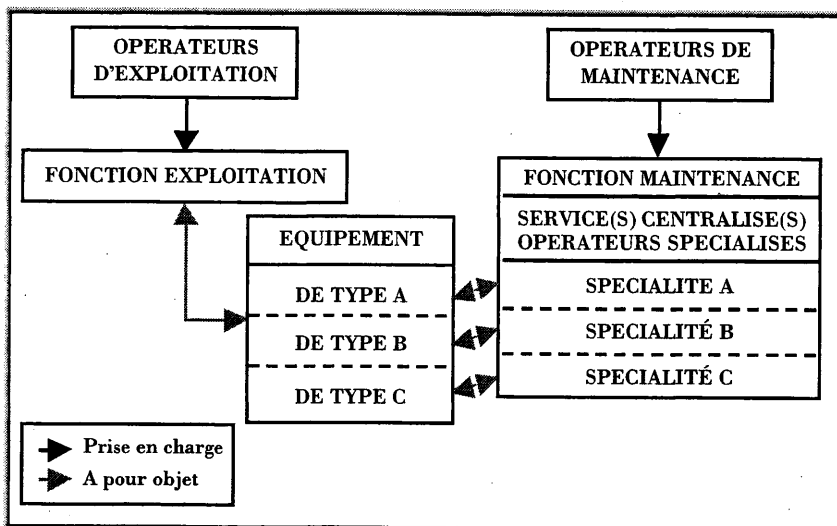 OPERATEURS
D'EXPLOITATION
OPERATEURS DE
MAINTENANCE
FONCTION EXPLOITATION
FONCTION MAINTENANCE
SERVICE(S) CENTRALISE(S)
OPERATEURS SPECIALISES
EQUIPEMENT
DE TYPE A
SPECIALITE A
DE TYPE B
SPECIALITÉ B
DE TYPE C
SPECIALITÉ C
Prise en charge
A pour objet